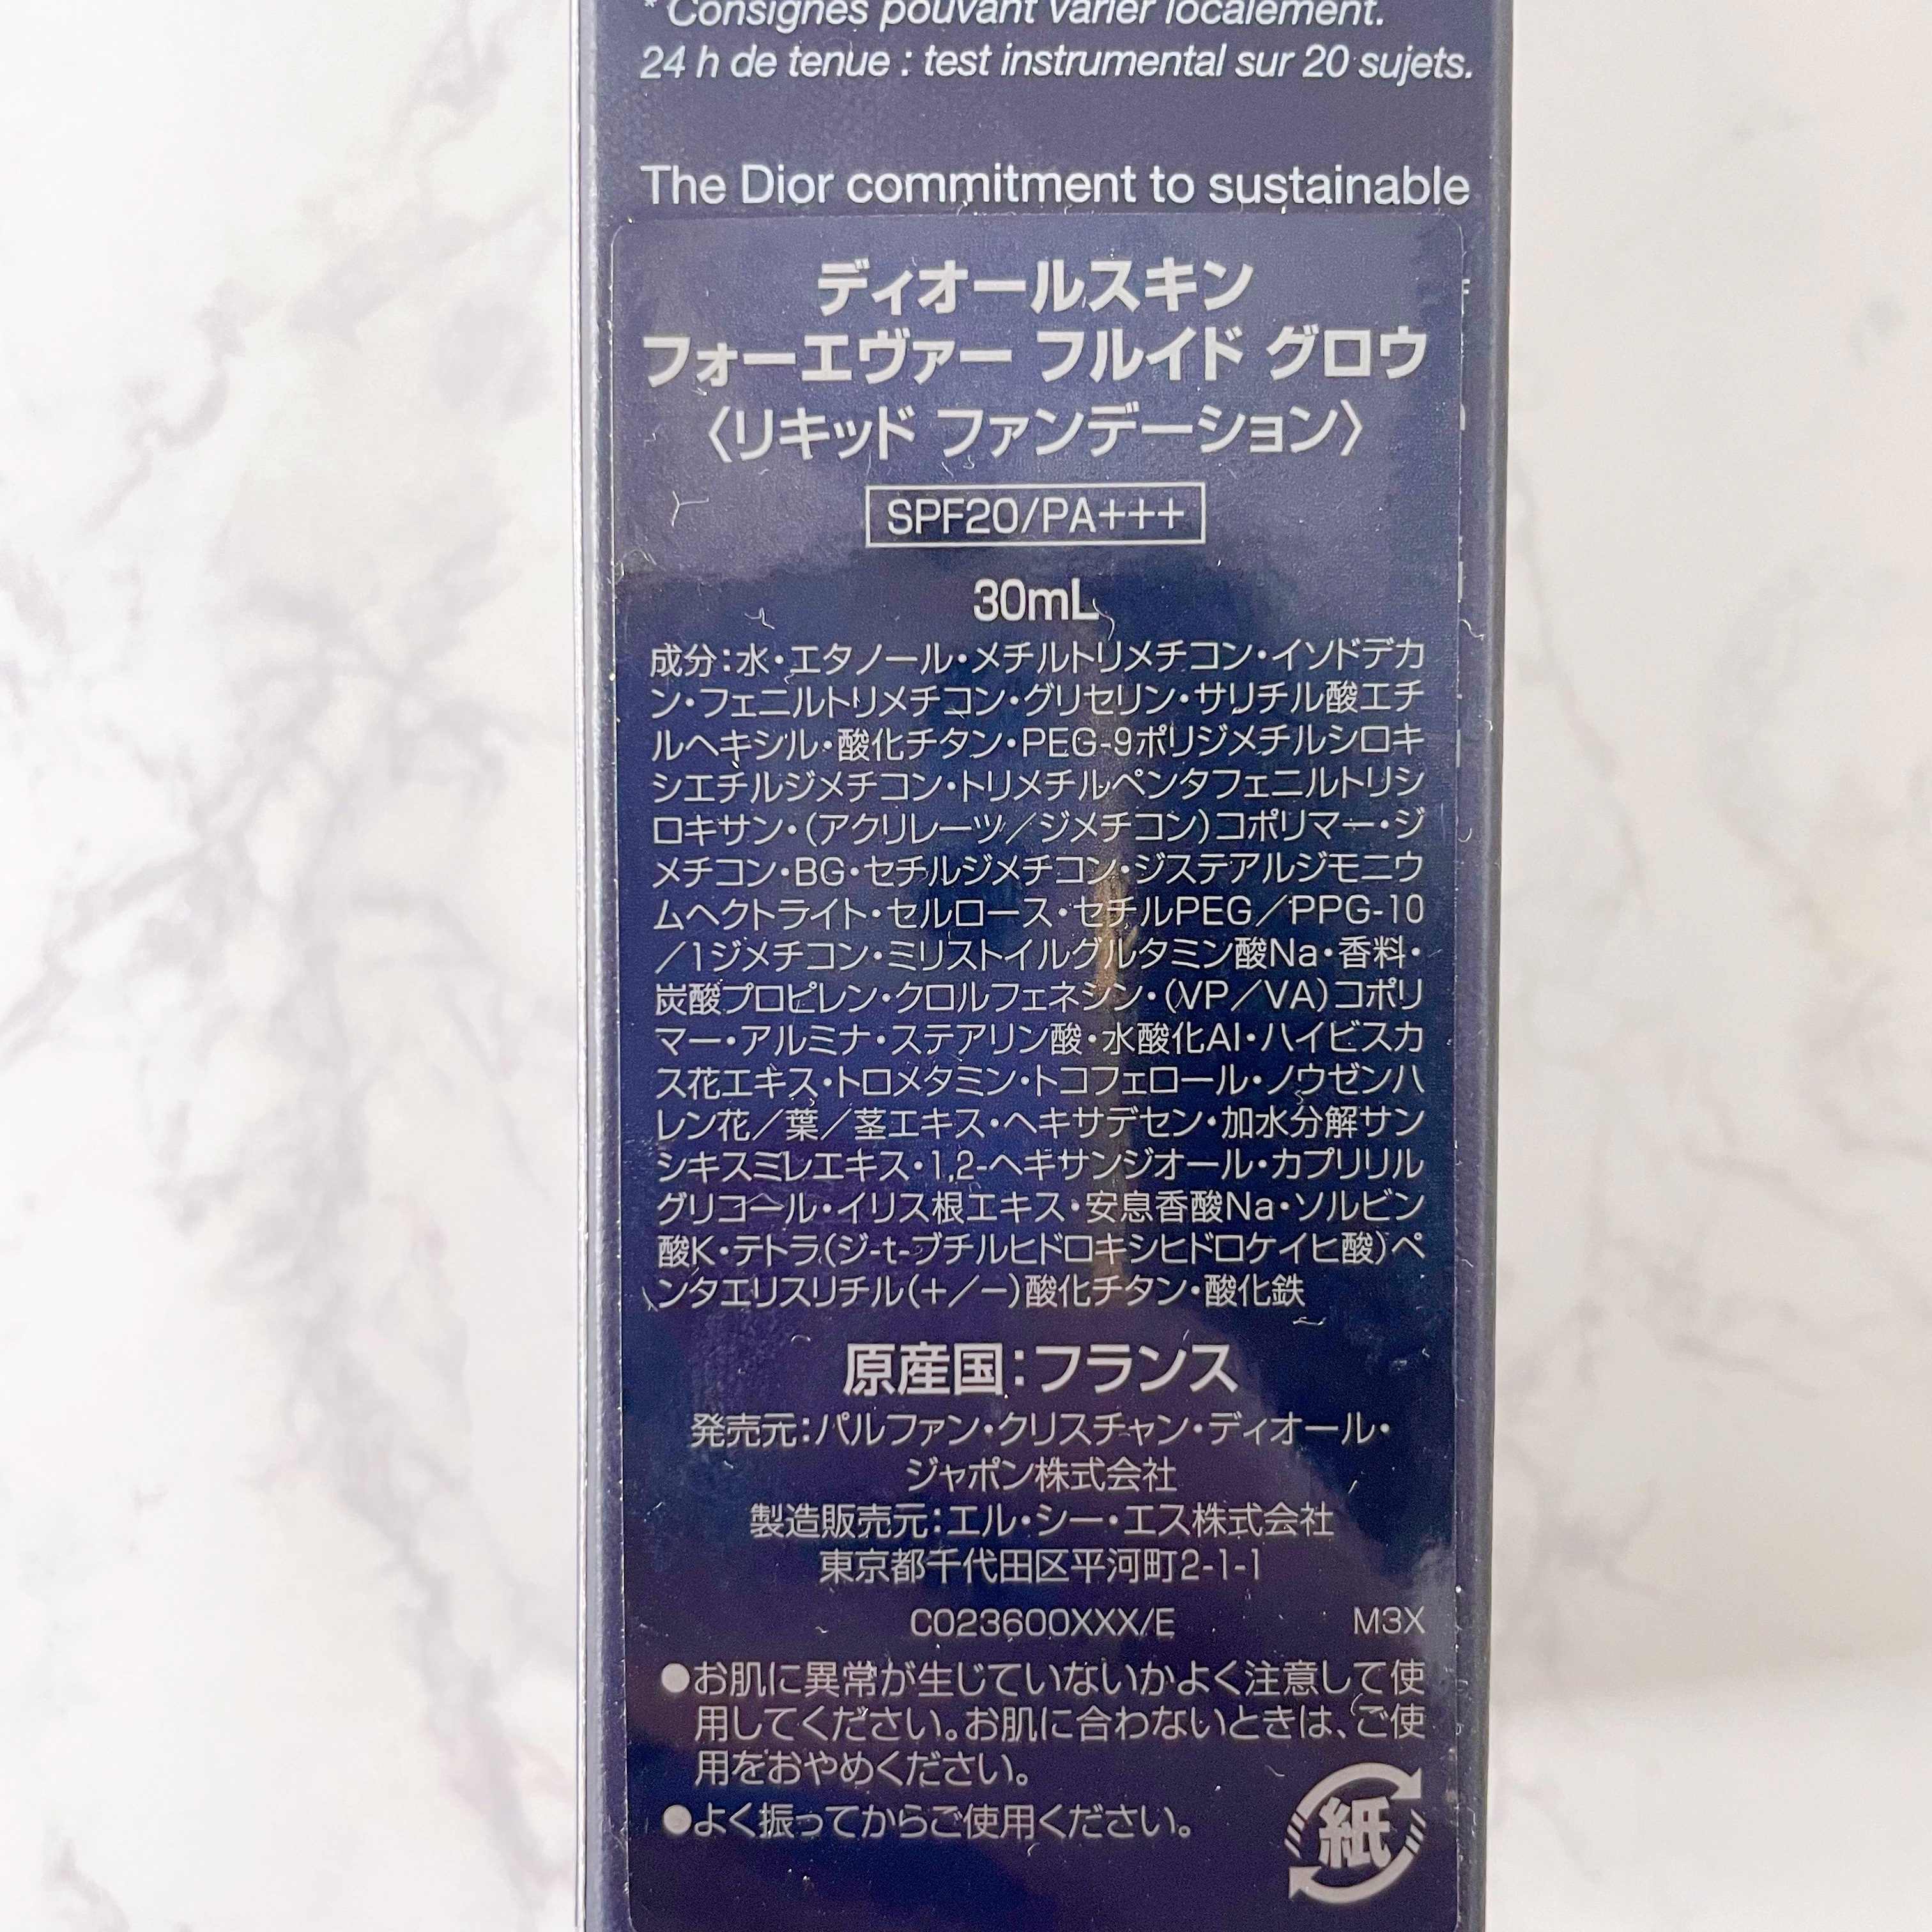 * Consignes pouvant varier localement.
24 h de tenue : test instrumental sur 20 sujets.
The Dior commitment to sustainable
ディオールスキン
フォーエヴァー フルイド グロウ
〈リキッド ファンデーション〉
SPF20/PA+++
30mL
成分：水・エタノール・メチルトリメチコン・イソドデカ
ン・フェニルトリメチコン・グリセリン・サリチル酸エチ
ルヘキシル・酸化チタン・PEG-9ポリジメチルシロキ
シエチルジメチコン・トリメチルペンタフェニルトリシ
ロキサン・(アクリレーツ／ジメチコン)コポリマー・ジ
メチコン・BG・セチルジメチコン・ジステアルジモニウ
ムヘクトライト・セルロース・セチルPEG／PPG-10
／1ジメチコン・ミリストイルグルタミン酸Na・香料・
炭酸プロピレン・クロルフェネシン・(VP／VA)コポリ
マー・アルミナ・ステアリン酸・水酸化Al・ハイビスカ
ス花エキス・トロメタミン・トコフェロール・ノウゼンハ
レン花／葉／茎エキス・ヘキサデセン・加水分解サン
シキスミレエキス・1,2-ヘキサンジオール・カプリリル
グリコール・イリス根エキス・安息香酸Na・ソルビン
酸K・テトラ(ジ-t-ブチルヒドロキシヒドロケイヒ酸)ペ
ンタエリスリチル(+／-)酸化チタン・酸化鉄
原産国：フランス
発売元：パルファン・クリスチャン・ディオール・
ジャポン株式会社
製造販売元：エル・シー・エス株式会社
東京都千代田区平河町2-1-1
C023600XXX/E M3X
●お肌に異常が生じていないかよく注意して使
用してください。お肌に合わないときは、ご使
用をおやめください。
●よく振ってからご使用ください。
紙